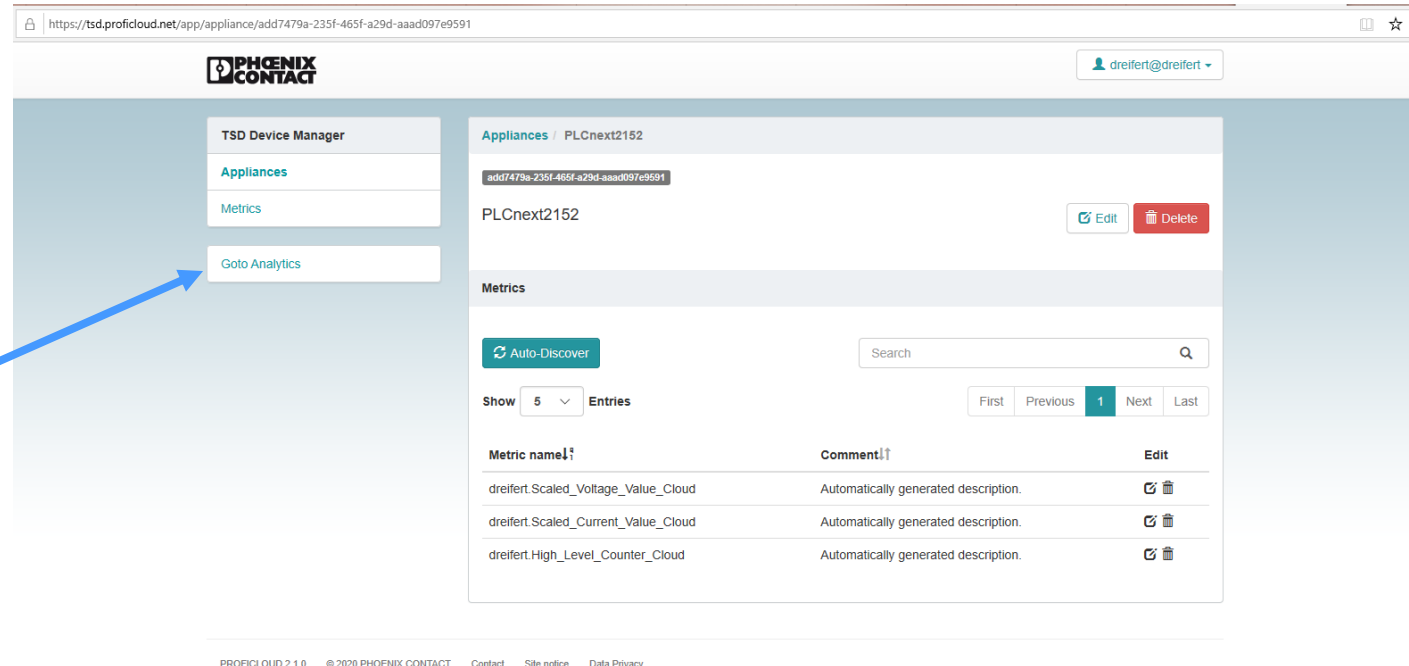 https://tsd.proficloud.net/app/appliance/add7479a-235f-465f-a29d-aaad097e9591
PHŒNIX
CONTACT
dreifert@dreifert
TSD Device Manager
Appliances
Metrics
Goto Analytics
Appliances / PLCnext2152
add7479a-235f-465f-a29d-aaad097e9591
PLCnext2152
Edit Delete
Metrics
Auto-Discover Search
Show 5 Entries First Previous 1 Next Last
Metric name Comment Edit
dreifert.Scaled_Voltage_Value_Cloud Automatically generated description.
dreifert.Scaled_Current_Value_Cloud Automatically generated description.
dreifert.High_Level_Counter_Cloud Automatically generated description.
PROFICLOUD 2.1.0 © 2020 PHOENIX CONTACT Contact Site notice Data Privacy